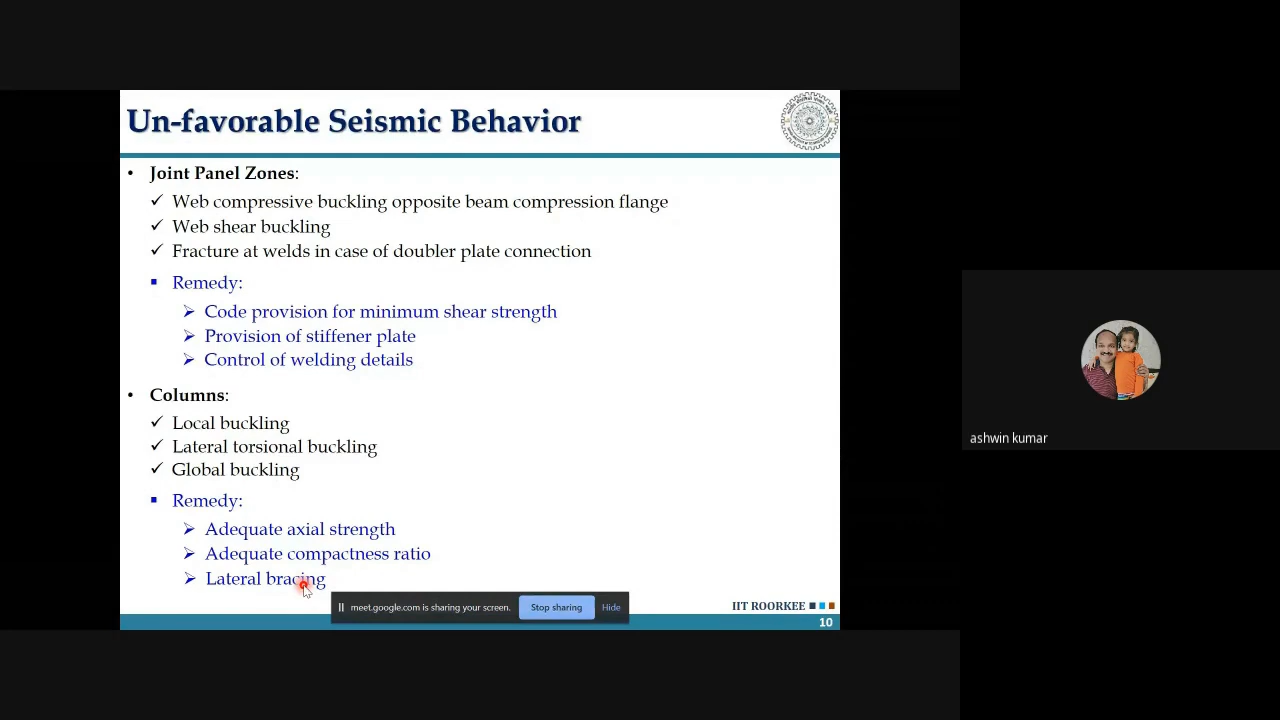 Un-favorable Seismic Behavior
• Joint Panel Zones:
✓ Web compressive buckling opposite beam compression flange
✓ Web shear buckling
✓ Fracture at welds in case of doubler plate connection
▪ Remedy:
➢ Code provision for minimum shear strength
➢ Provision of stiffener plate
➢ Control of welding details
• Columns:
✓ Local buckling
✓ Lateral torsional buckling
✓ Global buckling
▪ Remedy:
➢ Adequate axial strength
➢ Adequate compactness ratio
➢ Lateral bracing
meet.google.com is sharing your screen. Stop sharing Hide
IIT ROORKEE
10
ashwin kumar